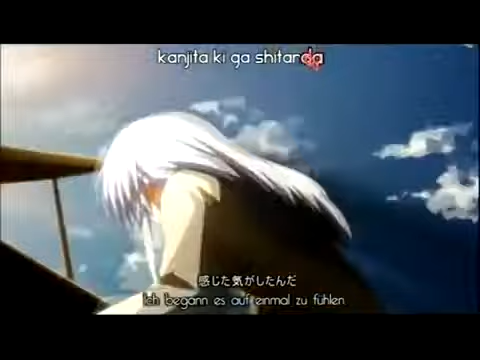 kanjita ki ga shitanda
感じた気がしたんだ
Ich begann es auf einmal zu fühlen